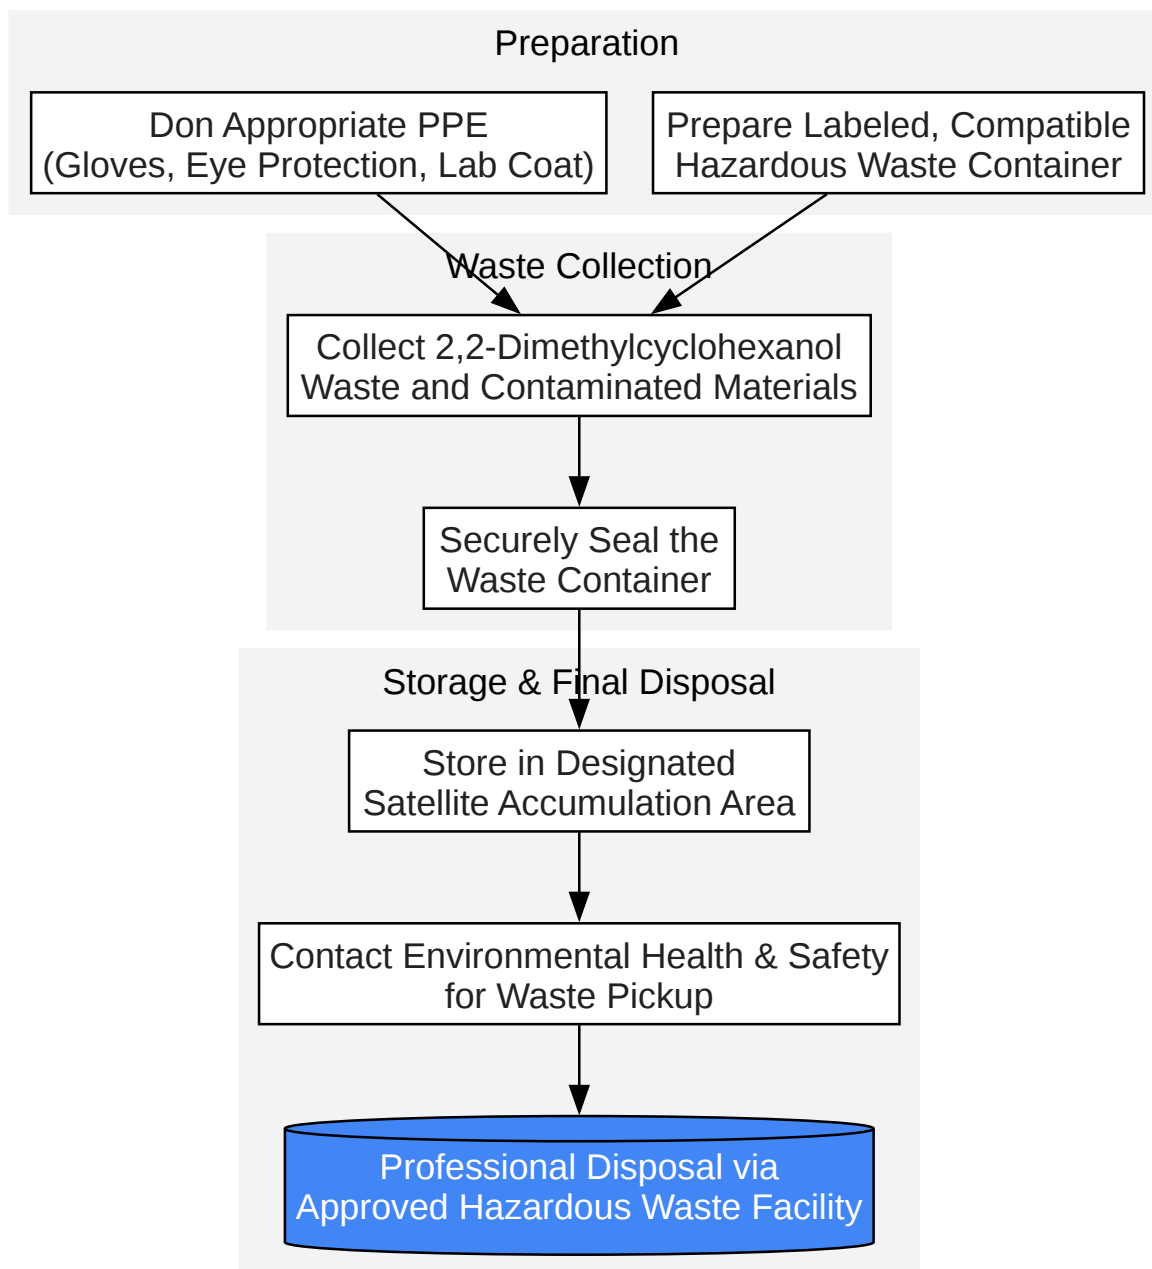 Preparation
Don Appropriate PPE
(Gloves, Eye Protection, Lab Coat)
Prepare Labeled, Compatible
Hazardous Waste Container
Waste Collection
Collect 2,2-Dimethylcyclohexanol
Waste and Contaminated Materials
Securely Seal the
Waste Container
Storage & Final Disposal
Store in Designated
Satellite Accumulation Area
Contact Environmental Health & Safety
for Waste Pickup
Professional Disposal via
Approved Hazardous Waste Facility